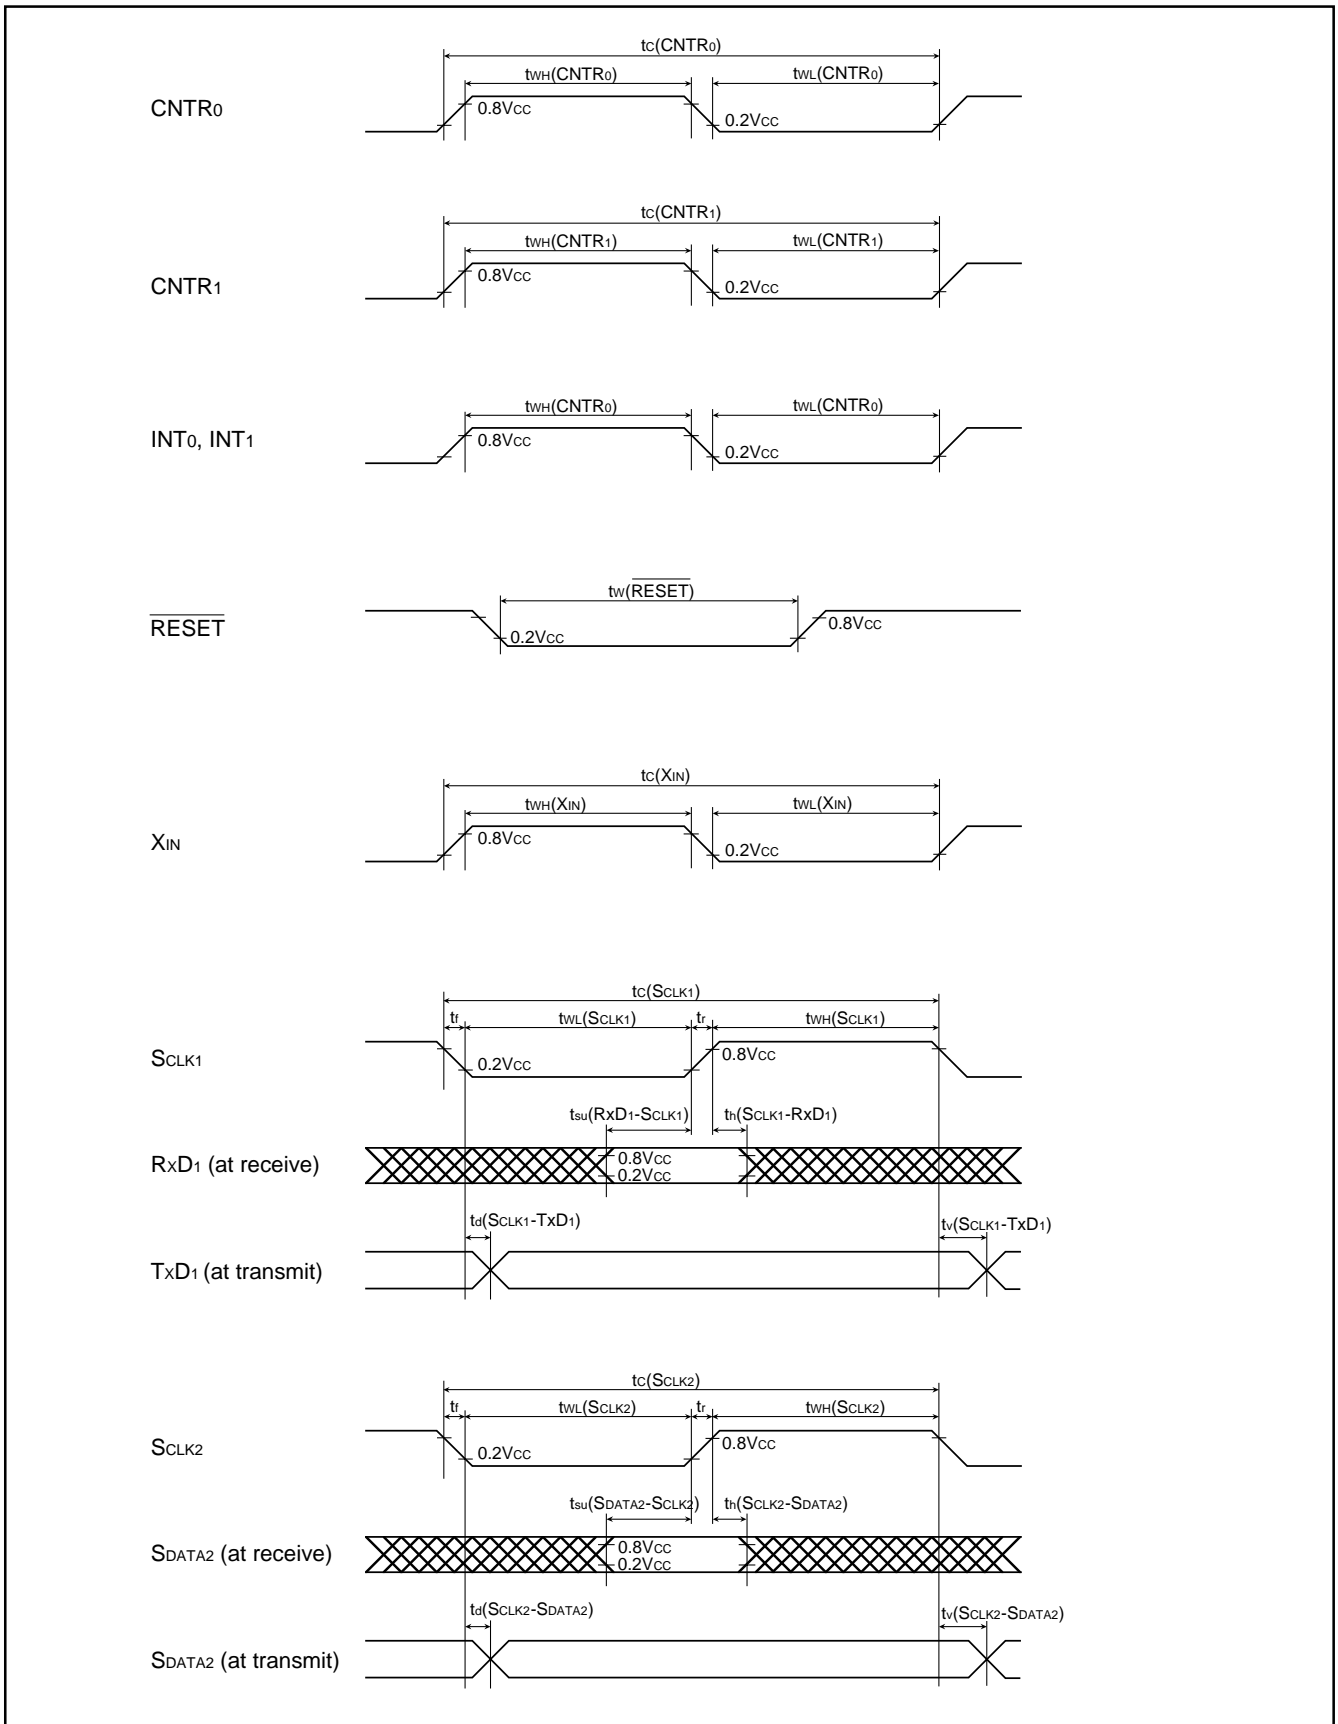 tC(CNTR0)
tWH(CNTR0) tWL(CNTR0)
CNTR0 0.8VCC 0.2VCC
tC(CNTR1)
tWH(CNTR1) tWL(CNTR1)
CNTR1 0.8VCC 0.2VCC
tWH(CNTR0) tWL(CNTR0)
INT0, INT1 0.8VCC 0.2VCC
tW(RESET)
RESET 0.2VCC 0.8VCC
tC(XIN)
tWH(XIN) tWL(XIN)
XIN 0.8VCC 0.2VCC
tC(SCLK1)
tf tWL(SCLK1) tr tWH(SCLK1)
SCLK1 0.2VCC 0.8VCC
tsu(RxD1-SCLK1) th(SCLK1-RxD1)
RXD1 (at receive) 0.8VCC
0.2VCC
td(SCLK1-TxD1) tv(SCLK1-TxD1)
TXD1 (at transmit)
tC(SCLK2)
tf tWL(SCLK2) tr tWH(SCLK2)
SCLK2 0.2VCC 0.8VCC
tsu(SDATA2-SCLK2) th(SCLK2-SDATA2)
SDATA2 (at receive) 0.8VCC
0.2VCC
td(SCLK2-SDATA2) tv(SCLK2-SDATA2)
SDATA2 (at transmit)